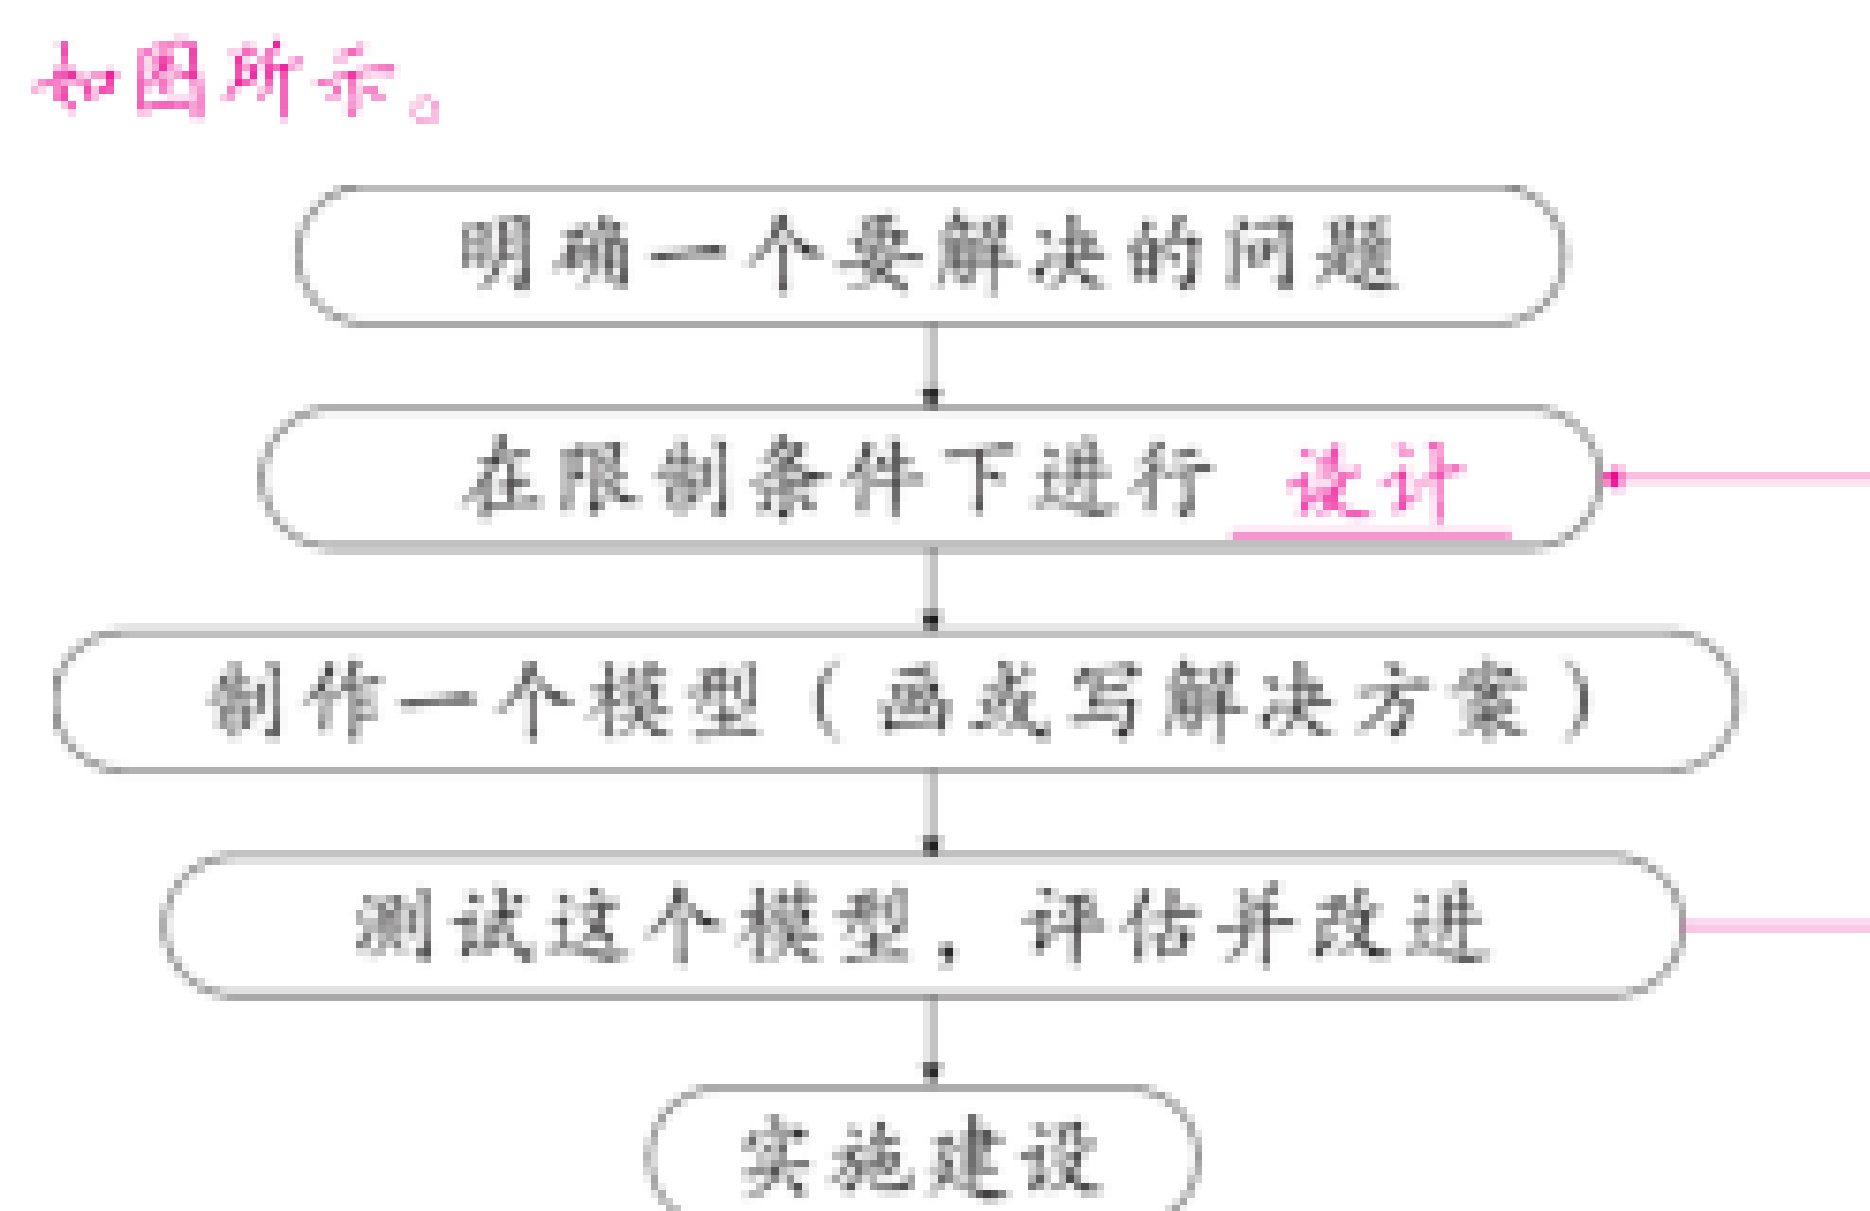 如图所示。
明确一个要解决的问题
在限制条件下进行 设计
制作一个模型（画或写解决方案）
测试这个模型，评估并改进
实施建设